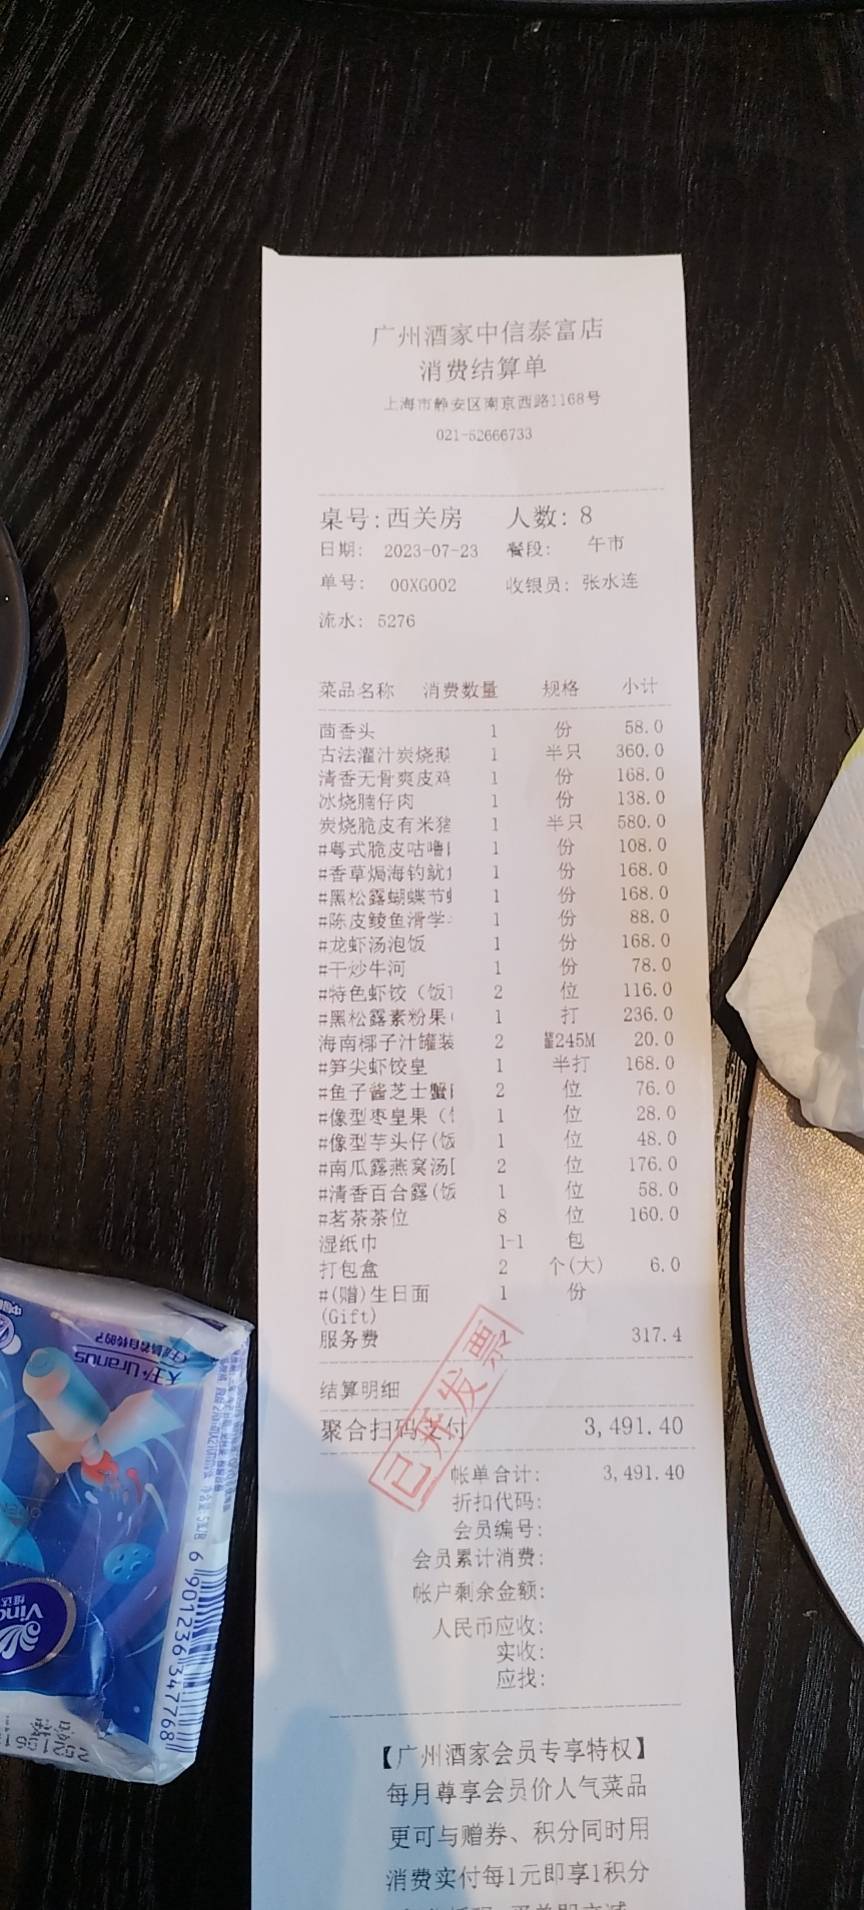 广州酒家中信泰富店
消费结算单
上海市静安区南京西路1168号
021-52666733
桌号:西关房 人数: 8
日期: 2023-07-23 餐段: 午市
单号: 00XG002 收银员: 张水连
流水: 5276
菜品名称 消费数量 规格 小计
茴香头 1 份 58.0
古法灌汁炭烧鹅 1 半只 360.0
清香无骨爽皮鸡 1 份 168.0
冰烧腩仔肉 1 份 138.0
炭烧脆皮有米猪 1 半只 580.0
#粤式脆皮咕噜 1 份 108.0
#香草焗海钓鱿 1 份 168.0
#黑松露蝴蝶节 1 份 168.0
#陈皮鲮鱼滑学 1 份 88.0
#龙虾汤泡饭 1 份 168.0
#干炒牛河 1 份 78.0
#特色虾饺（饭 2 位 116.0
#黑松露素粉果( 1 打 236.0
海南椰子汁罐装 2 245M 20.0
#笋尖虾饺皇 1 半打 168.0
#鱼子酱芝士蟹 2 位 76.0
#像型枣皇果（ 1 位 28.0
#像型芋头仔(饭 1 位 48.0
#南瓜露燕窝汤 2 位 176.0
#清香百合露(饭 1 位 58.0
#茗茶茶位 8 位 160.0
湿纸巾 1-1 包
打包盒 2 个(大) 6.0
#(赠)生日面 1 份
(Gift)
服务费 1 317.4
结算明细
聚合扫码支付 3,491.40
已开发票
帐单合计: 3,491.40
折扣代码:
会员编号:
会员累计消费:
帐户剩余金额:
人民币应收:
实收:
应找:
【广州酒家会员专享特权】
每月尊享会员价人气菜品
更可与赠券、积分同时用
消费实付每1元即享1积分
天王Uranus
Vinda
维达
6 901236 347768